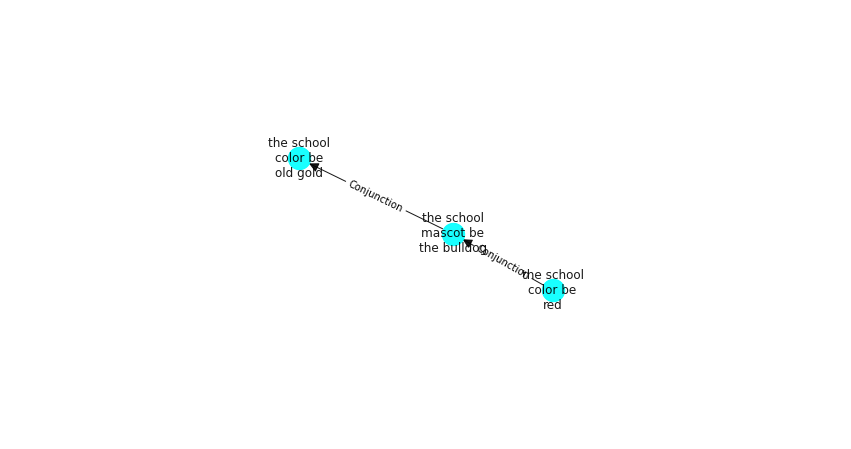 the school
color be
old gold
Conjunction
the school
mascot be
the bulldog
Conjunction
the school
color be
red